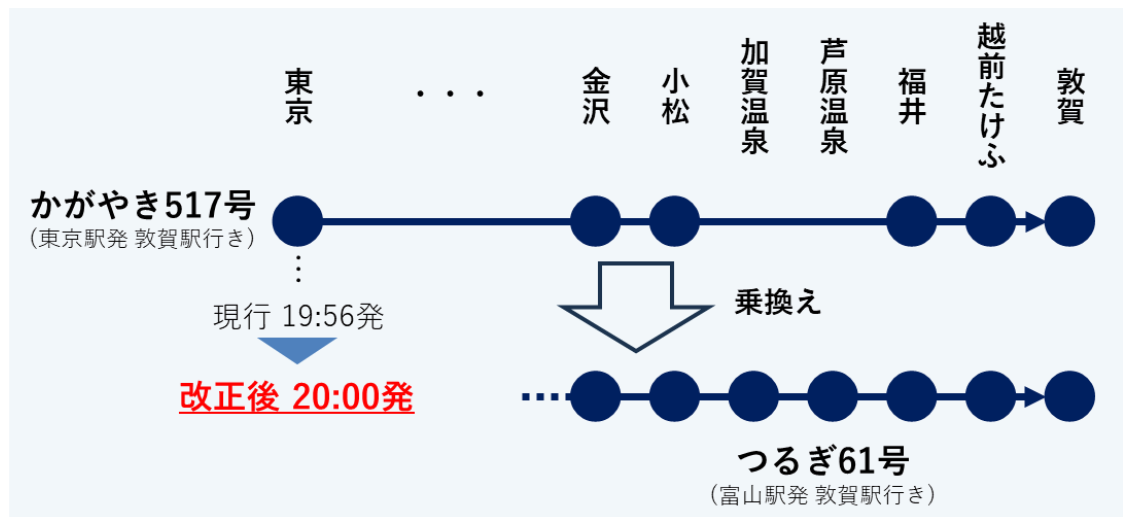 東京
・・・
金沢
小松
加賀温泉
芦原温泉
福井
越前たけふ
敦賀
かがやき517号
(東京駅発 敦賀駅行き)
現行 19:56発
改正後 20:00発
乗換え
つるぎ61号
(富山駅発 敦賀駅行き)